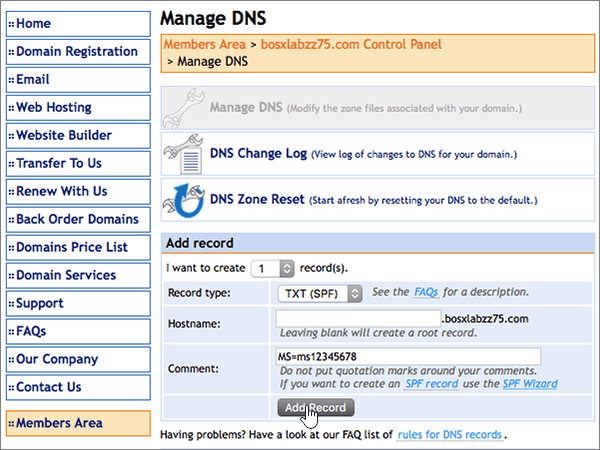 Home
Domain Registration
Email
Web Hosting
Website Builder
Transfer To Us
Renew With Us
Back Order Domains
Domains Price List
Domain Services
Support
FAQs
Our Company
Contact Us
Members Area
Manage DNS
Members Area > bosxlabzz75.com Control Panel
> Manage DNS
Manage DNS (Modify the zone files associated with your domain.)
DNS Change Log (View log of changes to DNS for your domain.)
DNS Zone Reset (Start afresh by resetting your DNS to the default.)
Add record
I want to create 1 record(s).
Record type: TXT (SPF) See the FAQs for a description.
Hostname: .bosxlabzz75.com
Leaving blank will create a root record.
Comment: MS=ms12345678
Do not put quotation marks around your comments.
If you want to create an SPF record use the SPF Wizard
Add Record
Having problems? Have a look at our FAQ list of rules for DNS records.